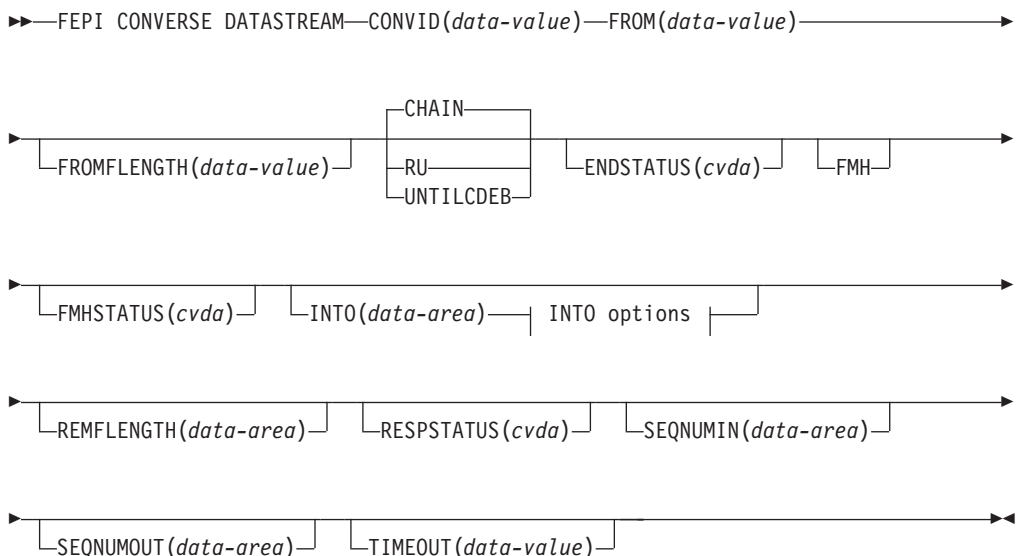 FEPI CONVERSE DATASTREAM CONVID(data-value) FROM(data-value)
CHAIN
FROMFLENGTH(data-value) RU ENDSTATUS(cvda) FMH
UNTILCDEB
FMHSTATUS(cvda) INTO(data-area) INTO options
REMFLENGTH(data-area) RESPSTATUS(cvda) SEQNUMIN(data-area)
SEQNUMOUT(data-area) TIMEOUT(data-value)